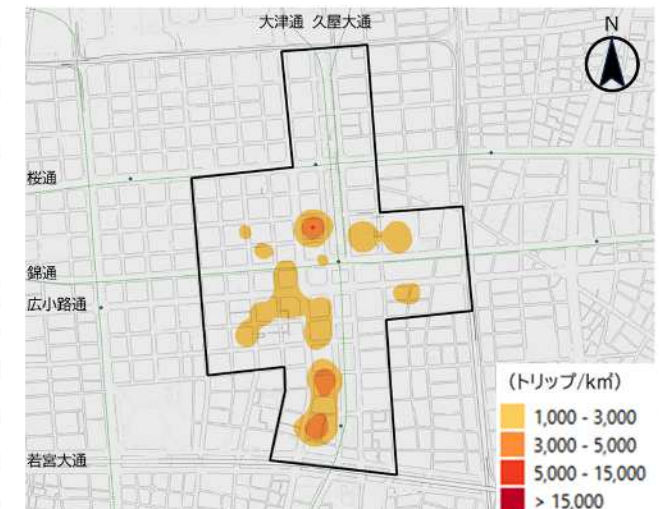 大津通 久屋大通
N
桜通
錦通
広小路通
若宮大通
(トリップ/k㎡)
1,000 - 3,000
3,000 - 5,000
5,000 - 15,000
> 15,000